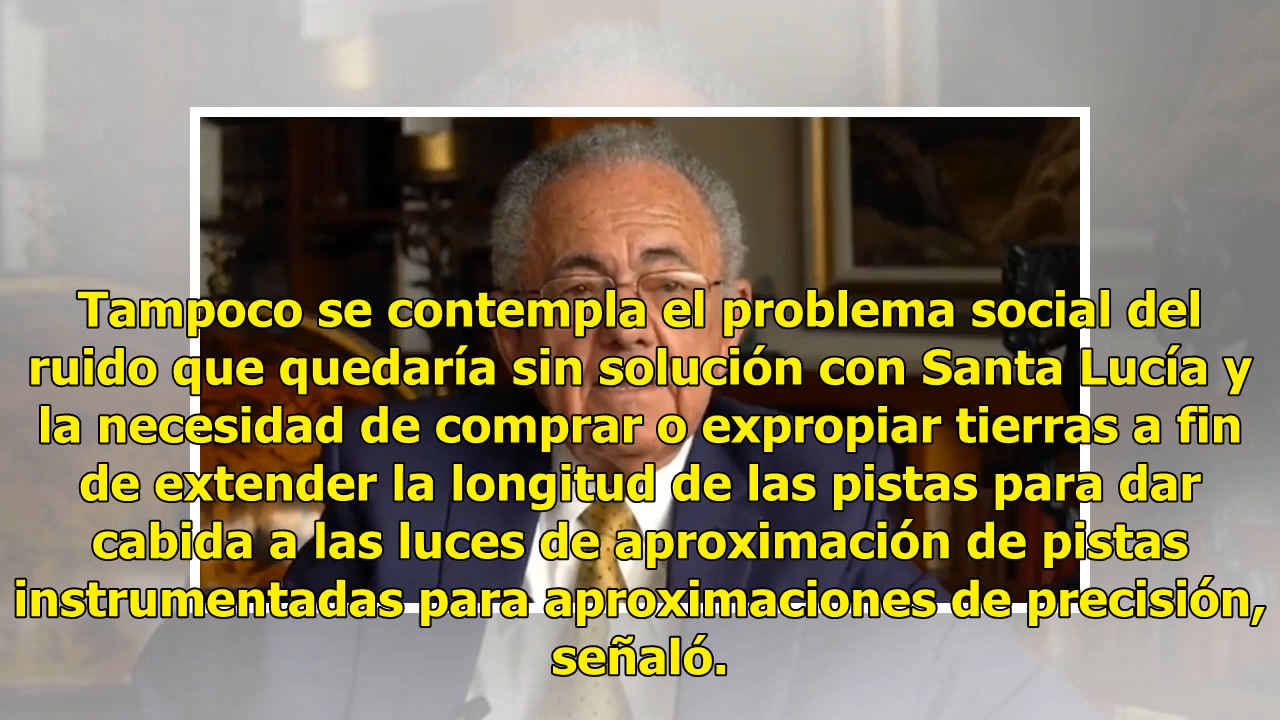 Tampoco se contempla el problema social del
ruido que quedaría sin solución con Santa Lucía y
la necesidad de comprar o expropiar tierras a fin
de extender la longitud de las pistas para dar
cabida a las luces de aproximación de pistas
instrumentadas para aproximaciones de precisión,
señaló.